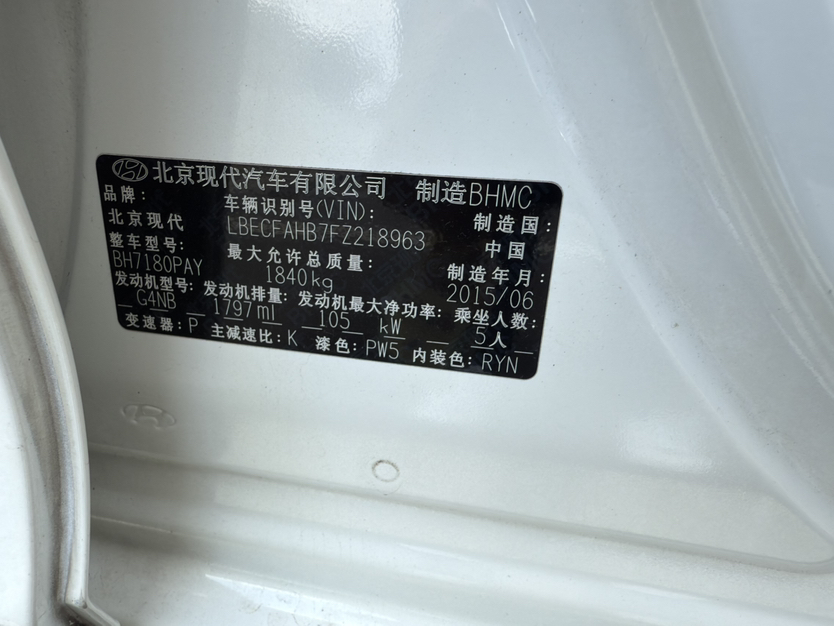 北京现代汽车有限公司 制造BHMC
品牌: 车辆识别号(VIN): 制造国:
北京现代 LBECFAHB7FZ218963 中国
整车型号: 最大允许总质量: 制造年月:
BH7180PAY 1840kg 2015/06
发动机型号: 发动机排量: 发动机最大净功率: 乘坐人数:
G4NB 1797ml 105 kW 5人
变速器: P 主减速比: K 漆色: PW5 内装色: RYN